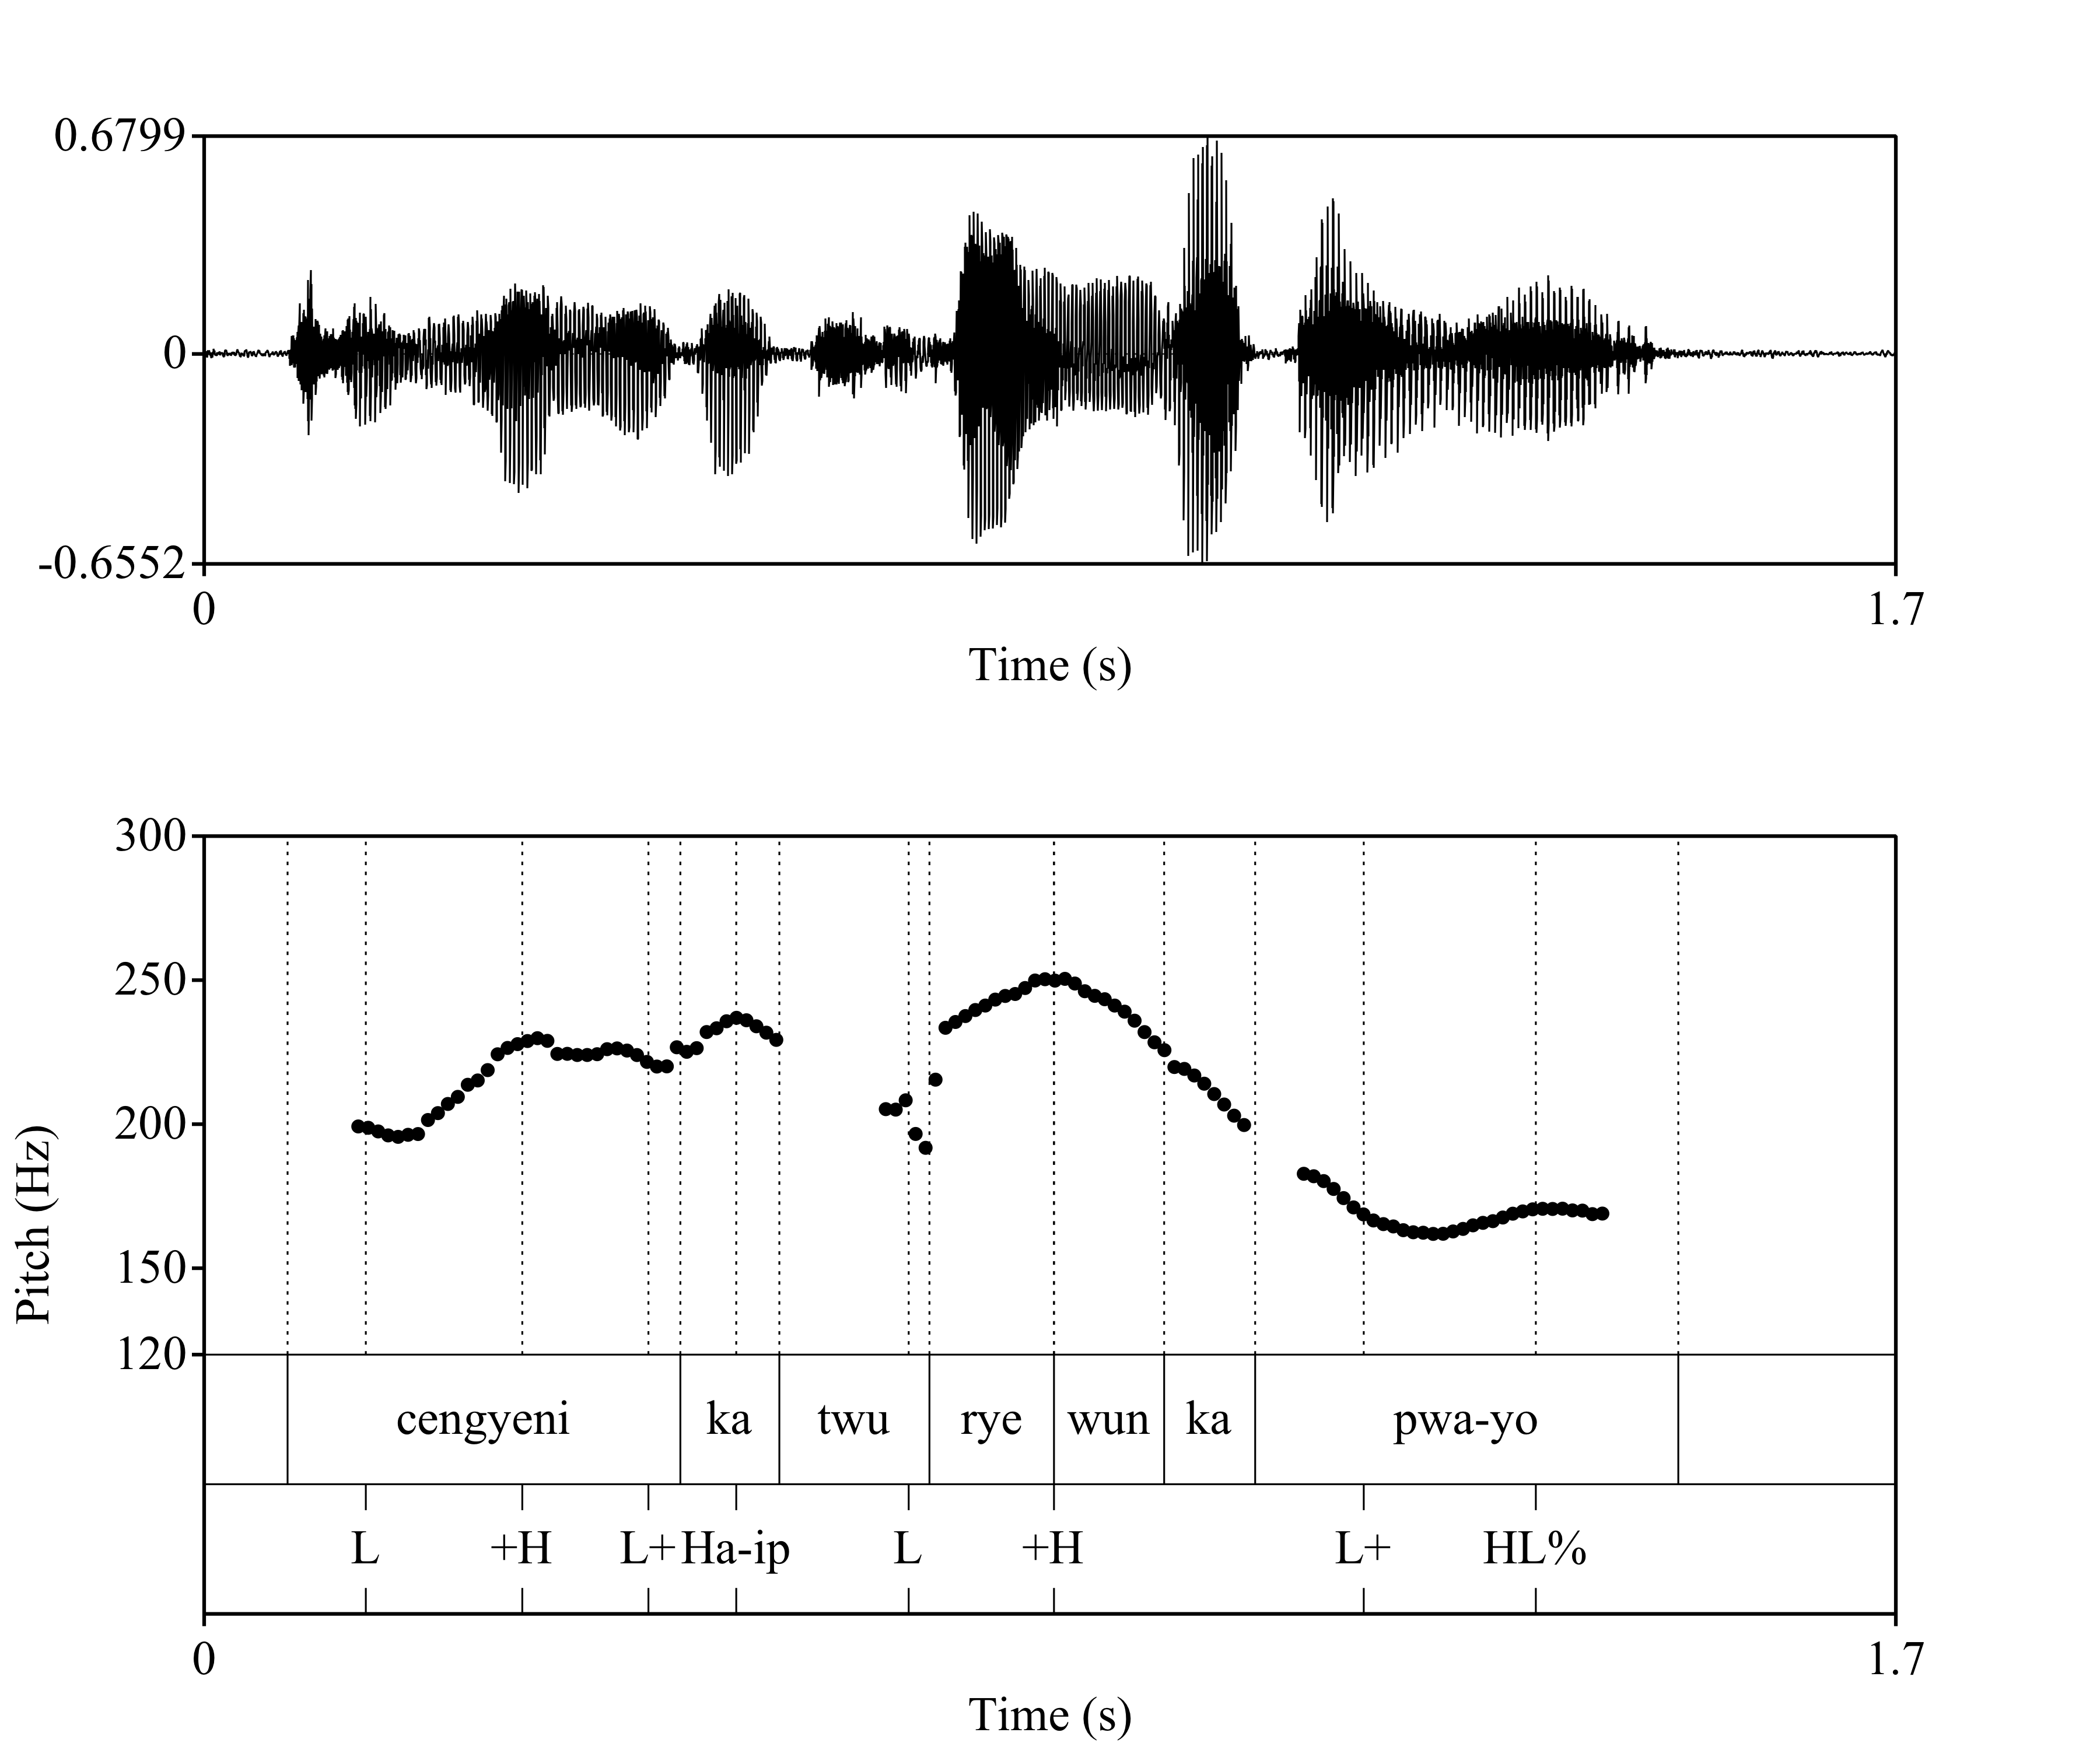 0.6799
0
-0.6552
0 1.7
Time (s)
300
250
200
150
120
Pitch (Hz)
cengyeni ka twu rye wun ka pwa-yo
L +H L+ Ha-ip L +H L+ HL%
0 1.7
Time (s)